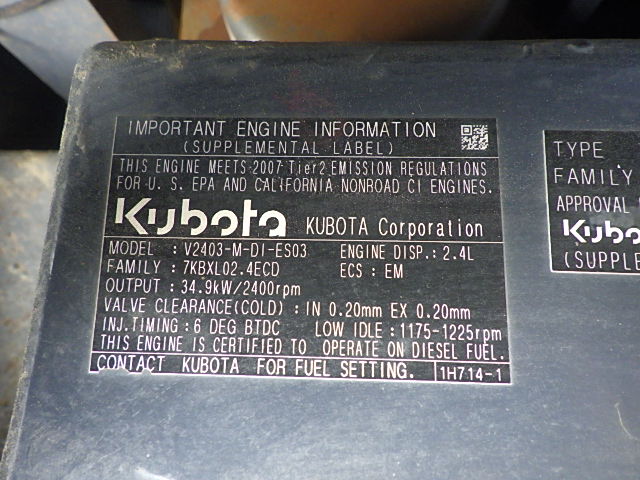 IMPORTANT ENGINE INFORMATION
(SUPPLEMENTAL LABEL)
THIS ENGINE MEETS 2007 Tier2 EMISSION REGULATIONS
FOR U. S. EPA AND CALIFORNIA NONROAD CI ENGINES.
Kubota KUBOTA Corporation
MODEL : V2403-M-DI-ES03 ENGINE DISP.: 2.4L
FAMILY : 7KBXL02.4ECD ECS : EM
OUTPUT : 34.9kW/2400rpm
VALVE CLEARANCE(COLD) : IN 0.20mm EX 0.20mm
INJ.TIMING : 6 DEG BTDC LOW IDLE : 1175-1225rpm
THIS ENGINE IS CERTIFIED TO OPERATE ON DIESEL FUEL.
CONTACT KUBOTA FOR FUEL SETTING. 1H714-1
TYPE
FAMILY
APPROVAL
Kubo
(SUPPLE